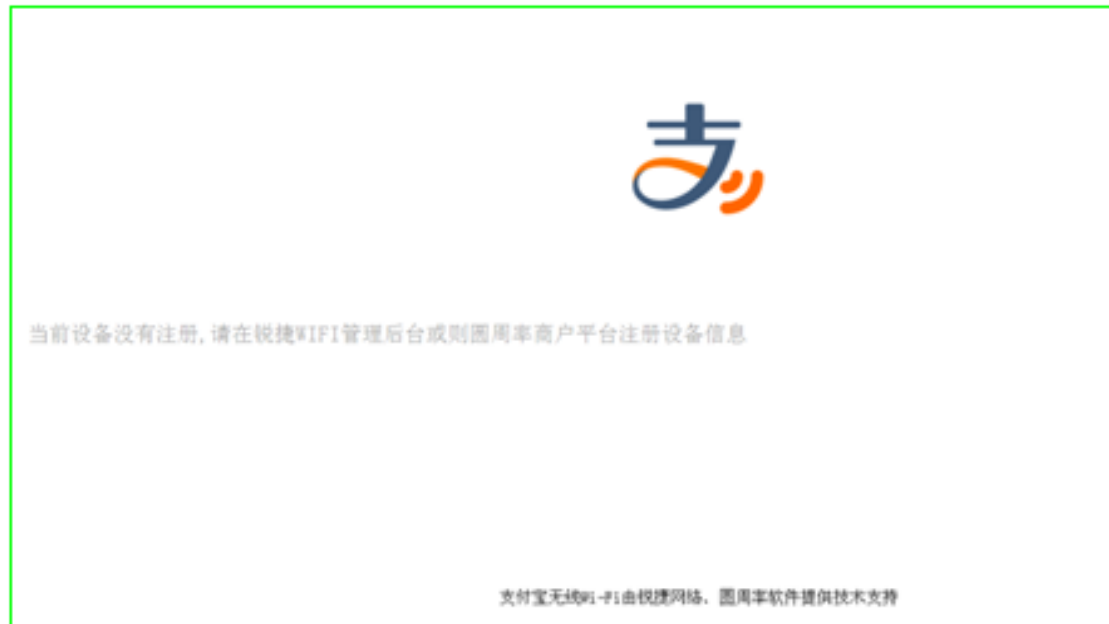 支
当前设备没有注册,请在锐捷WIFI管理后台或则圆周率商户平台注册设备信息
支付宝无线Wi-Fi由锐捷网络、圆周率软件提供技术支持